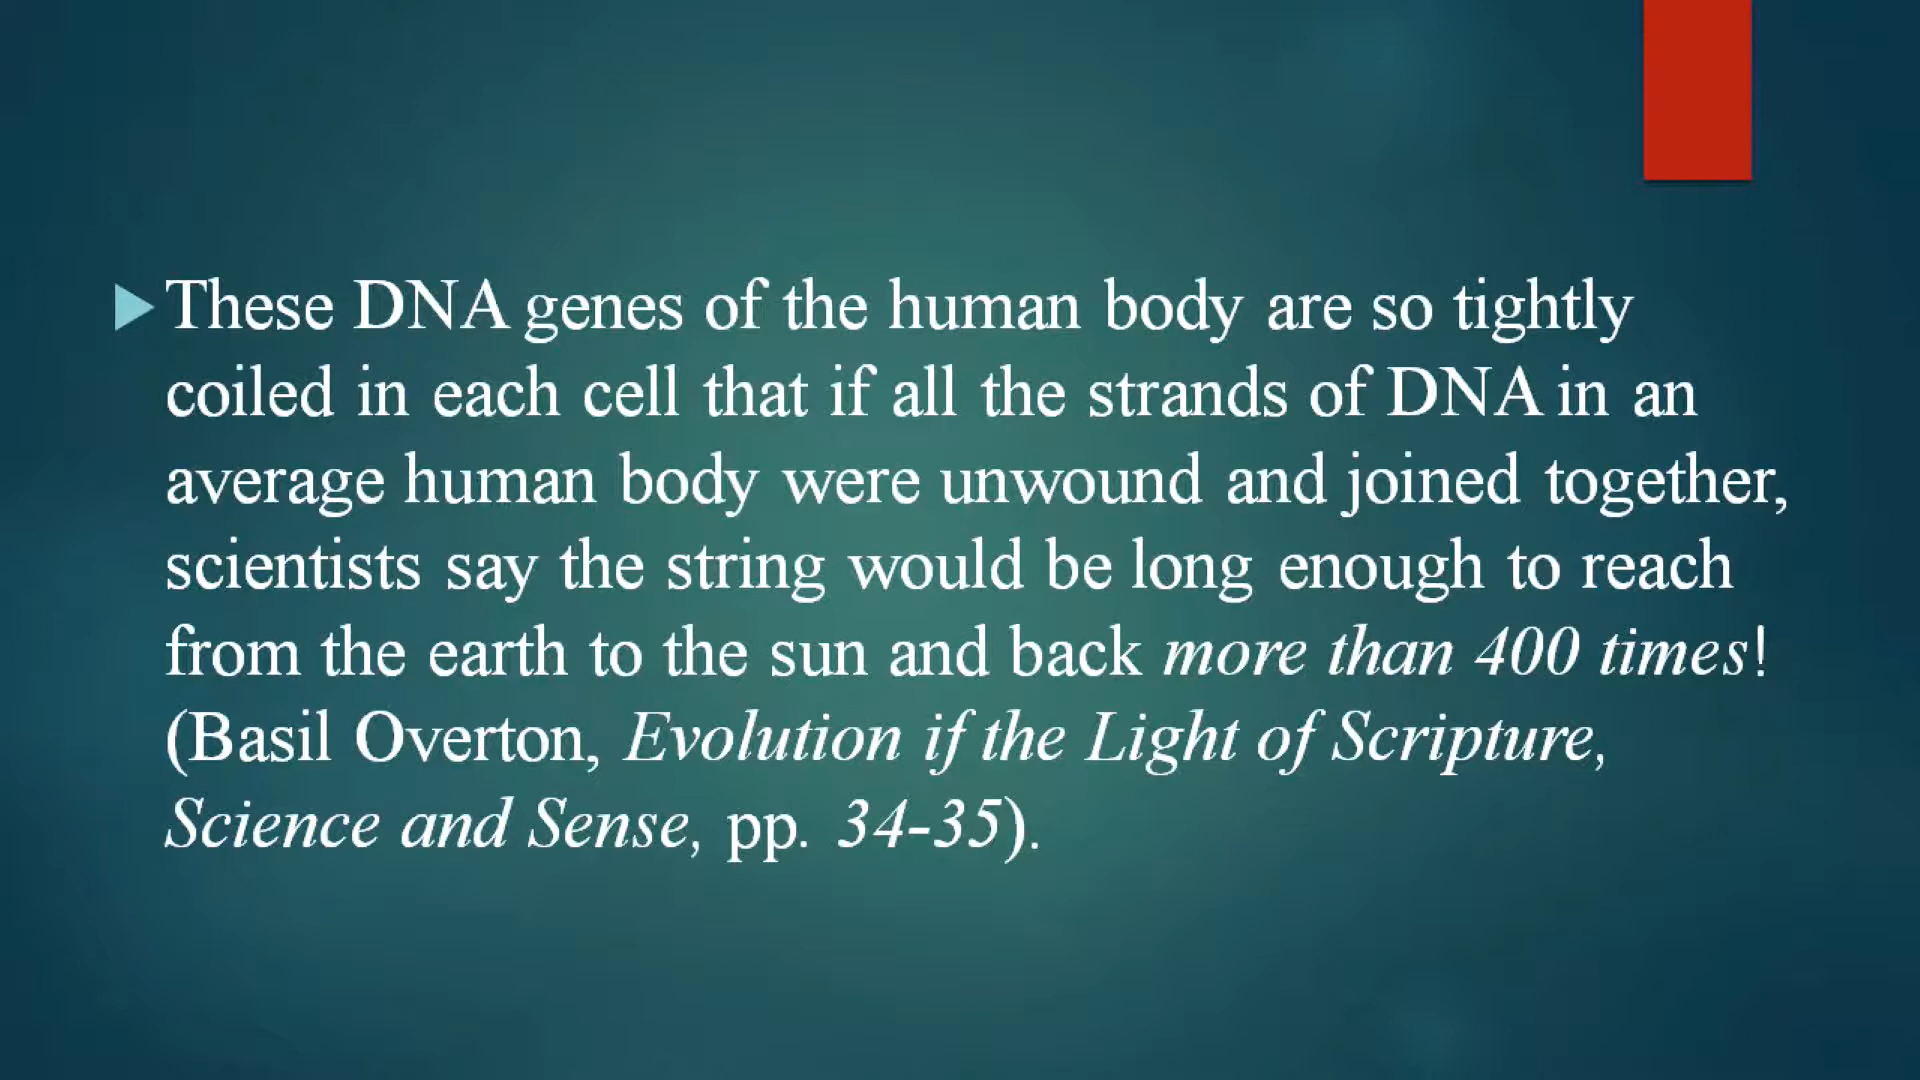 These DNA genes of the human body are so tightly
coiled in each cell that if all the strands of DNA in an
average human body were unwound and joined together,
scientists say the string would be long enough to reach
from the earth to the sun and back more than 400 times!
(Basil Overton, Evolution if the Light of Scripture,
Science and Sense, pp. 34-35).